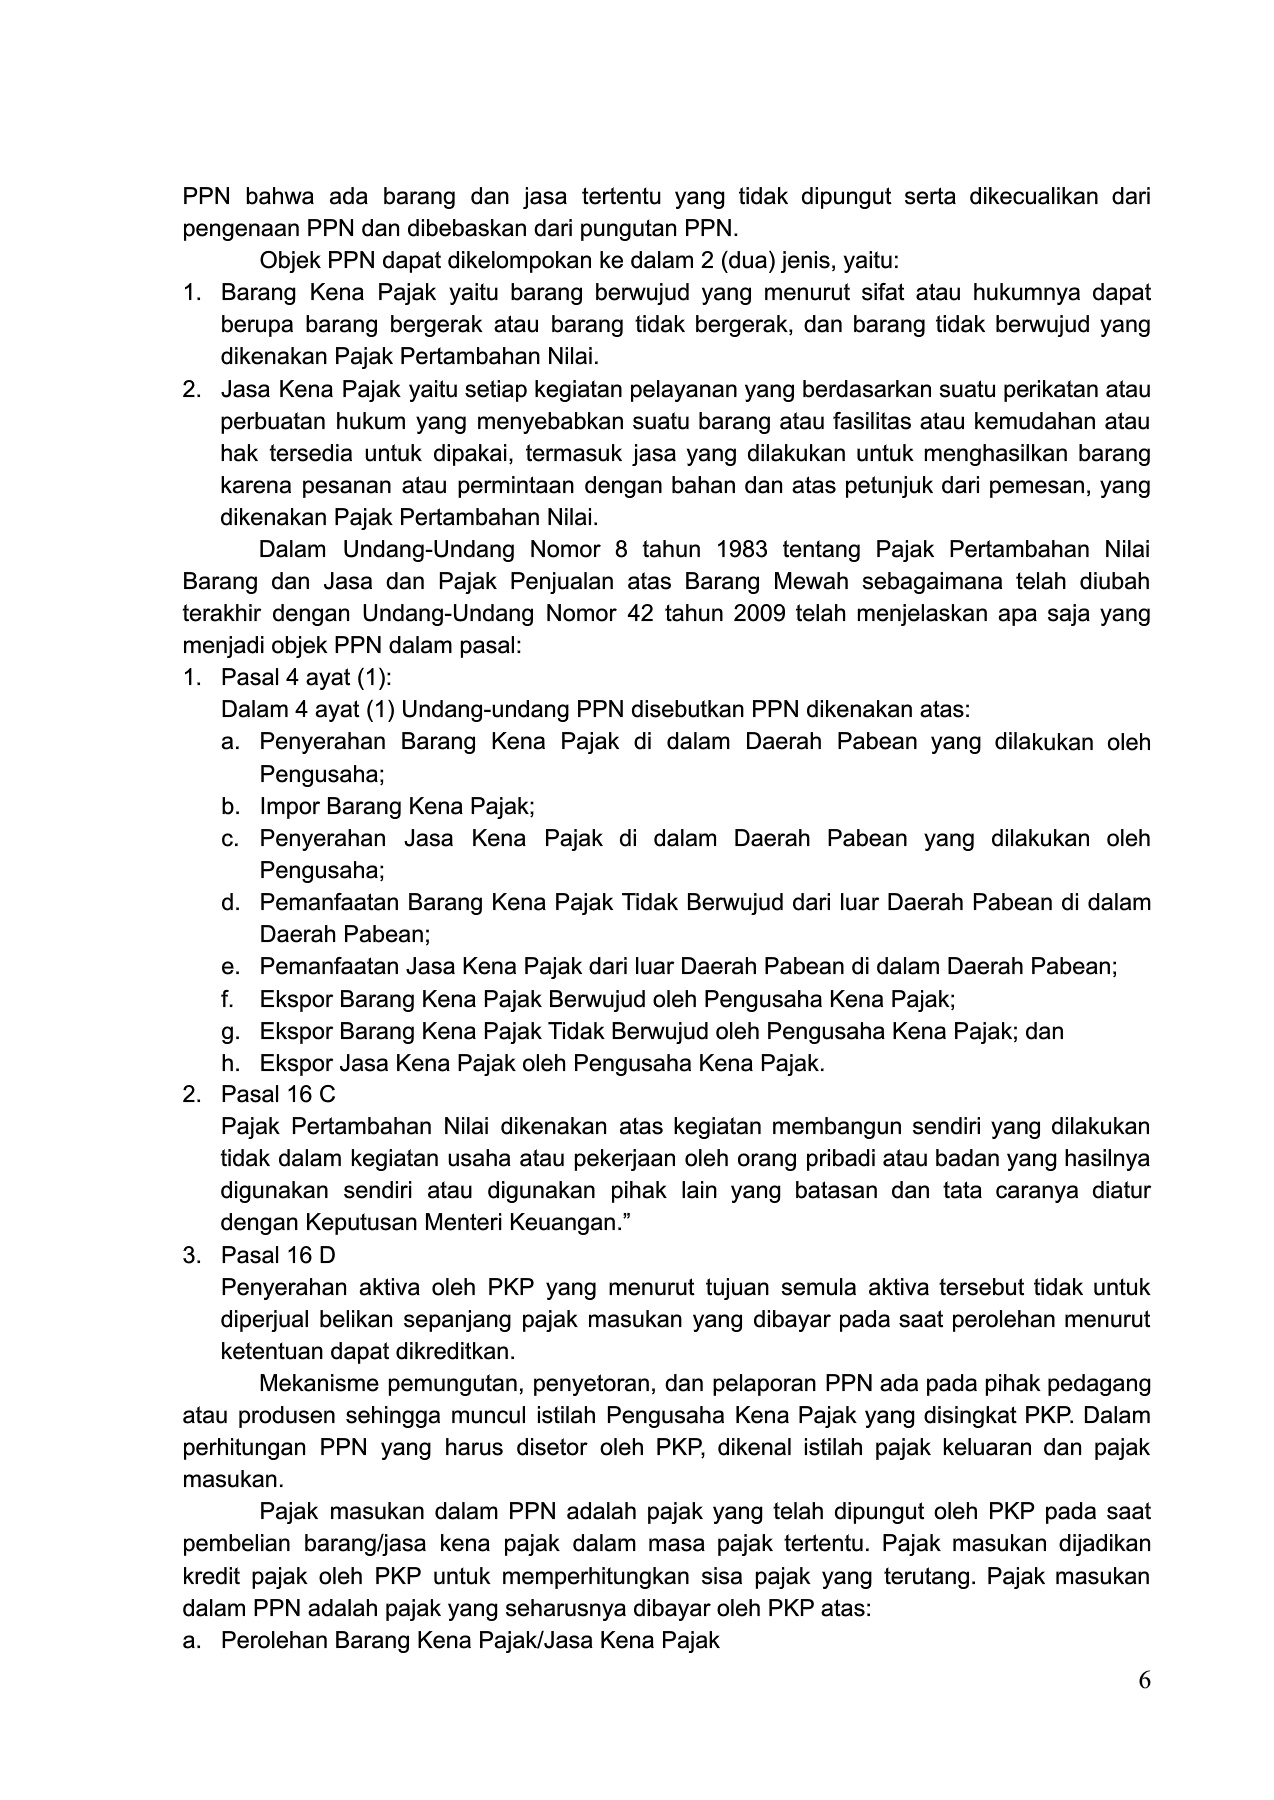 PPN bahwa ada barang dan jasa tertentu yang tidak dipungut serta dikecualikan dari
pengenaan PPN dan dibebaskan dari pungutan PPN.
Objek PPN dapat dikelompokan ke dalam 2 (dua) jenis, yaitu:
1. Barang Kena Pajak yaitu barang berwujud yang menurut sifat atau hukumnya dapat
berupa barang bergerak atau barang tidak bergerak, dan barang tidak berwujud yang
dikenakan Pajak Pertambahan Nilai.
2. Jasa Kena Pajak yaitu setiap kegiatan pelayanan yang berdasarkan suatu perikatan atau
perbuatan hukum yang menyebabkan suatu barang atau fasilitas atau kemudahan atau
hak tersedia untuk dipakai, termasuk jasa yang dilakukan untuk menghasilkan barang
karena pesanan atau permintaan dengan bahan dan atas petunjuk dari pemesan, yang
dikenakan Pajak Pertambahan Nilai.
Dalam Undang-Undang Nomor 8 tahun 1983 tentang Pajak Pertambahan Nilai
Barang dan Jasa dan Pajak Penjualan atas Barang Mewah sebagaimana telah diubah
terakhir dengan Undang-Undang Nomor 42 tahun 2009 telah menjelaskan apa saja yang
menjadi objek PPN dalam pasal:
1. Pasal 4 ayat (1):
Dalam 4 ayat (1) Undang-undang PPN disebutkan PPN dikenakan atas:
a. Penyerahan Barang Kena Pajak di dalam Daerah Pabean yang dilakukan oleh
Pengusaha;
b. Impor Barang Kena Pajak;
c. Penyerahan Jasa Kena Pajak di dalam Daerah Pabean yang dilakukan oleh
Pengusaha;
d. Pemanfaatan Barang Kena Pajak Tidak Berwujud dari luar Daerah Pabean di dalam
Daerah Pabean;
e. Pemanfaatan Jasa Kena Pajak dari luar Daerah Pabean di dalam Daerah Pabean;
f. Ekspor Barang Kena Pajak Berwujud oleh Pengusaha Kena Pajak;
g. Ekspor Barang Kena Pajak Tidak Berwujud oleh Pengusaha Kena Pajak; dan
h. Ekspor Jasa Kena Pajak oleh Pengusaha Kena Pajak.
2. Pasal 16 C
Pajak Pertambahan Nilai dikenakan atas kegiatan membangun sendiri yang dilakukan
tidak dalam kegiatan usaha atau pekerjaan oleh orang pribadi atau badan yang hasilnya
digunakan sendiri atau digunakan pihak lain yang batasan dan tata caranya diatur
dengan Keputusan Menteri Keuangan.”
3. Pasal 16 D
Penyerahan aktiva oleh PKP yang menurut tujuan semula aktiva tersebut tidak untuk
diperjual belikan sepanjang pajak masukan yang dibayar pada saat perolehan menurut
ketentuan dapat dikreditkan.
Mekanisme pemungutan, penyetoran, dan pelaporan PPN ada pada pihak pedagang
atau produsen sehingga muncul istilah Pengusaha Kena Pajak yang disingkat PKP. Dalam
perhitungan PPN yang harus disetor oleh PKP, dikenal istilah pajak keluaran dan pajak
masukan.
Pajak masukan dalam PPN adalah pajak yang telah dipungut oleh PKP pada saat
pembelian barang/jasa kena pajak dalam masa pajak tertentu. Pajak masukan dijadikan
kredit pajak oleh PKP untuk memperhitungkan sisa pajak yang terutang. Pajak masukan
dalam PPN adalah pajak yang seharusnya dibayar oleh PKP atas:
a. Perolehan Barang Kena Pajak/Jasa Kena Pajak
6